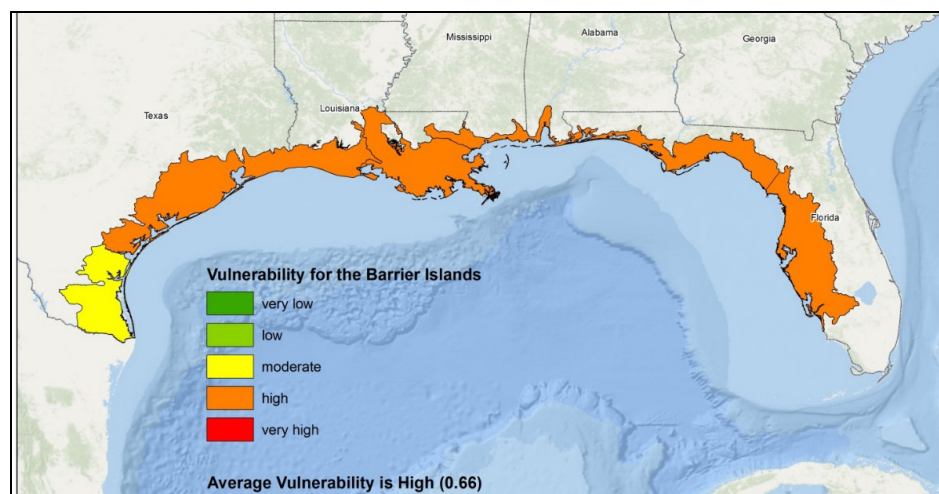 Mississippi
Alabama
Georgia
Louisiana
Texas
Florida
Vulnerability for the Barrier Islands
very low
low
moderate
high
very high
Average Vulnerability is High (0.66)